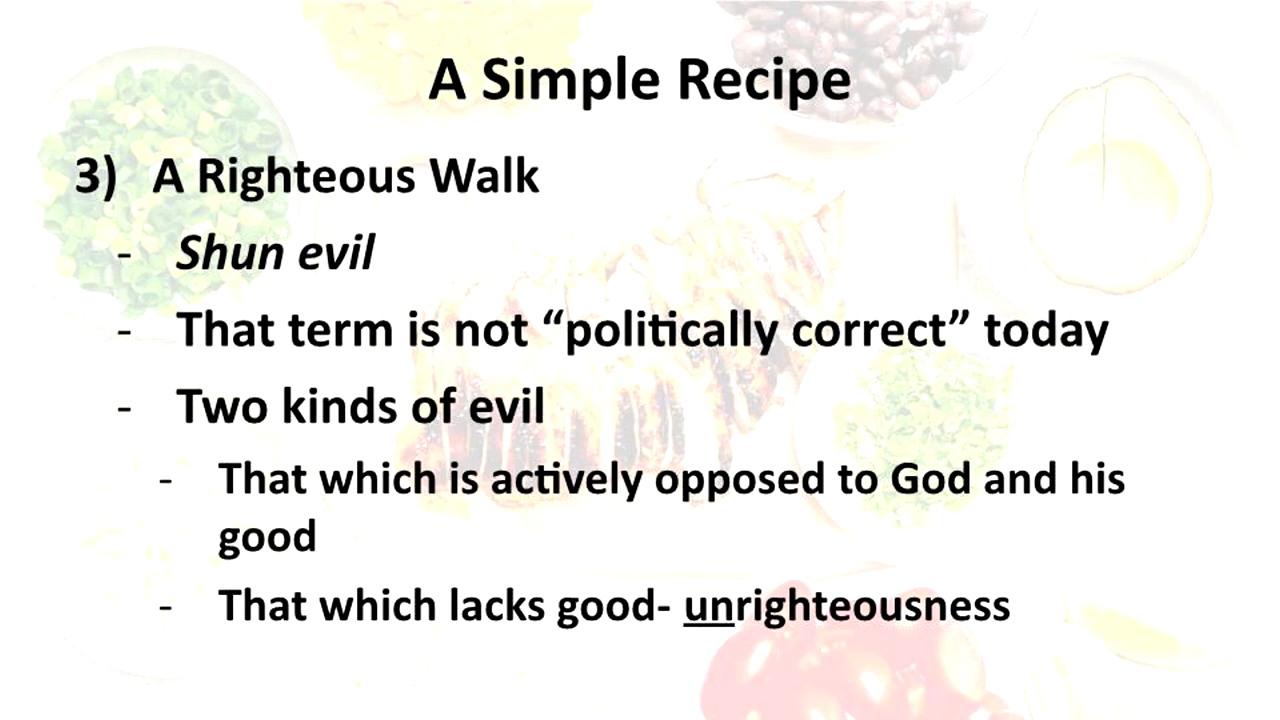 A Simple Recipe
3) A Righteous Walk
- Shun evil
- That term is not “politically correct” today
- Two kinds of evil
- That which is actively opposed to God and his
good
- That which lacks good- unrighteousness